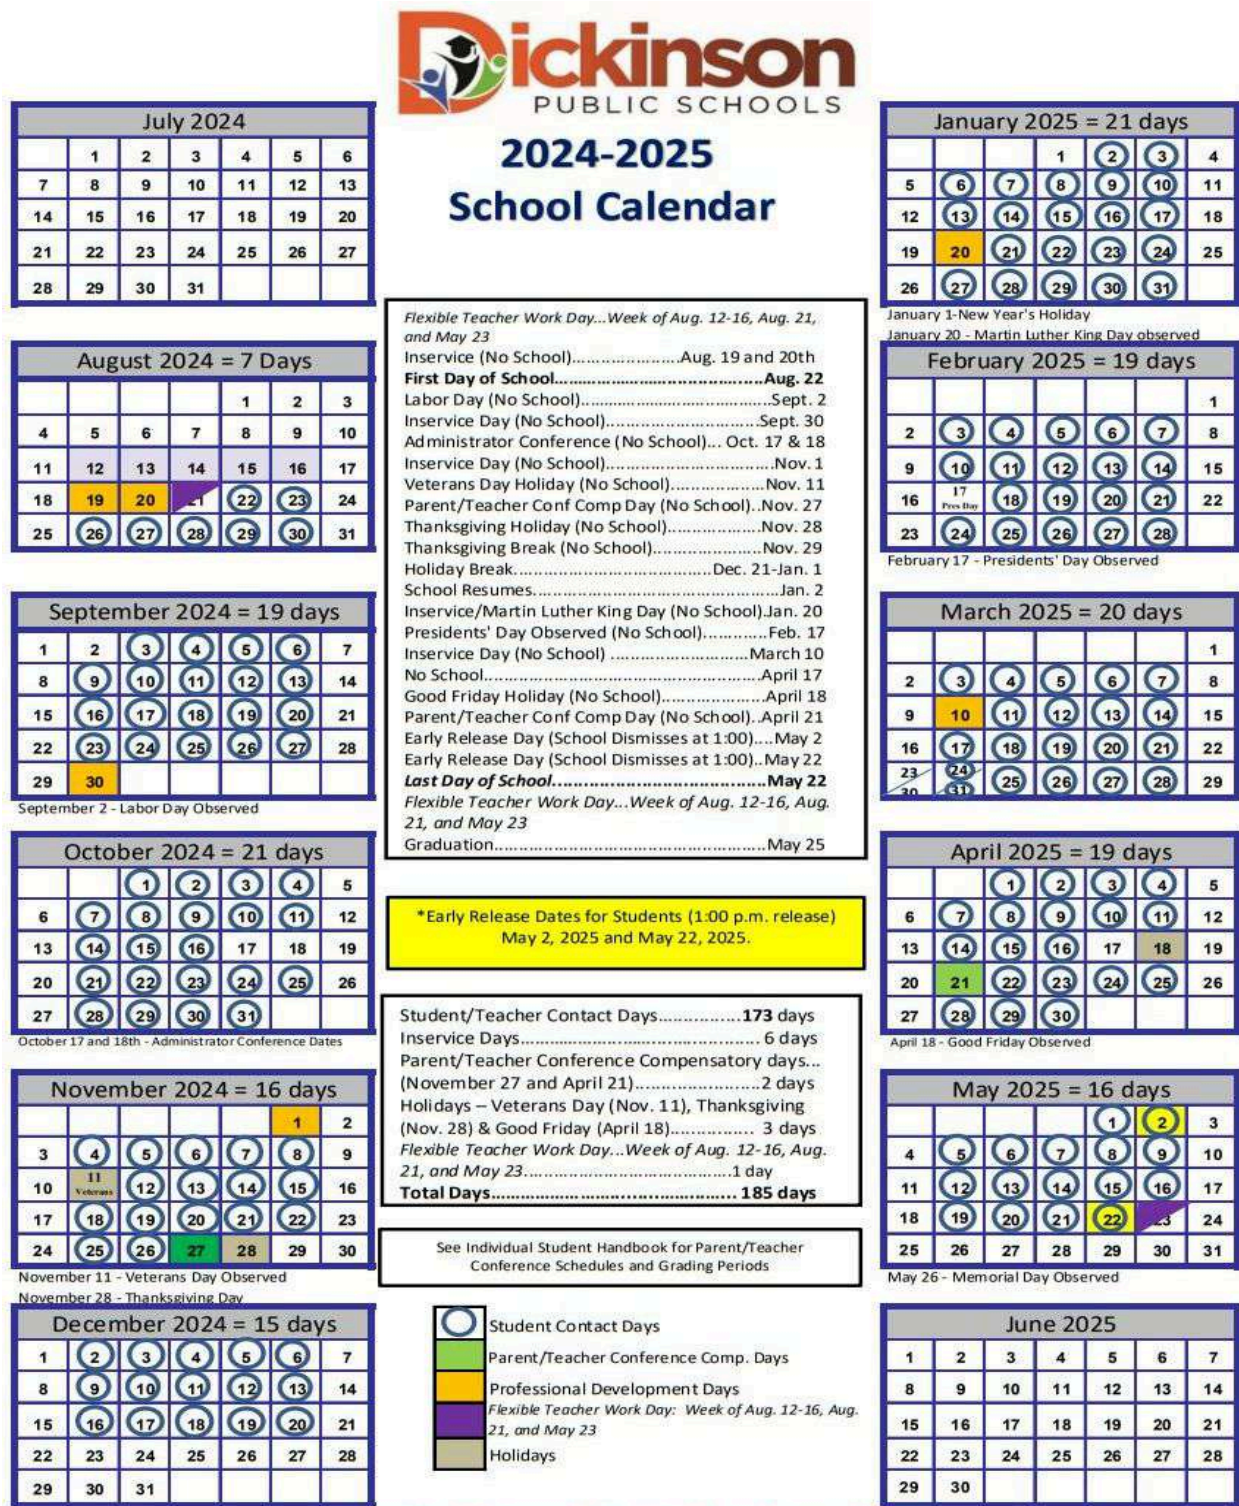 Dickinson
PUBLIC SCHOOLS
2024-2025
School Calendar
July 2024
1 2 3 4 5 6
7 8 9 10 11 12 13
14 15 16 17 18 19 20
21 22 23 24 25 26 27
28 29 30 31
August 2024 = 7 Days
1 2 3
4 5 6 7 8 9 10
11 12 13 14 15 16 17
18 19 20 21 22 23 24
25 26 27 28 29 30 31
September 2024 = 19 days
1 2 3 4 5 6 7
8 9 10 11 12 13 14
15 16 17 18 19 20 21
22 23 24 25 26 27 28
29 30
September 2 - Labor Day Observed
October 2024 = 21 days
1 2 3 4 5
6 7 8 9 10 11 12
13 14 15 16 17 18 19
20 21 22 23 24 25 26
27 28 29 30 31
October 17 and 18th - Administrator Conference Dates
November 2024 = 16 days
1 2
3 4 5 6 7 8 9
10 11 Veterans 12 13 14 15 16
17 18 19 20 21 22 23
24 25 26 27 28 29 30
November 11 - Veterans Day Observed
November 28 - Thanksgiving Day
December 2024 = 15 days
1 2 3 4 5 6 7
8 9 10 11 12 13 14
15 16 17 18 19 20 21
22 23 24 25 26 27 28
29 30 31
Flexible Teacher Work Day...Week of Aug. 12-16, Aug. 21,
and May 23
Inservice (No School)......................Aug. 19 and 20th
First Day of School..........................................Aug. 22
Labor Day (No School).......................................Sept. 2
Inservice Day (No School)................................Sept. 30
Administrator Conference (No School)... Oct. 17 & 18
Inservice Day (No School)...................................Nov. 1
Veterans Day Holiday (No School)...................Nov. 11
Parent/Teacher Conf Comp Day (No School)..Nov. 27
Thanksgiving Holiday (No School)...................Nov. 28
Thanksgiving Break (No School)......................Nov. 29
Holiday Break........................................Dec. 21-Jan. 1
School Resumes...................................................Jan. 2
Inservice/Martin Luther King Day (No School).Jan. 20
Presidents' Day Observed (No School).............Feb. 17
Inservice Day (No School) ............................March 10
No School........................................................April 17
Good Friday Holiday (No School).....................April 18
Parent/Teacher Conf Comp Day (No School)..April 21
Early Release Day (School Dismisses at 1:00)....May 2
Early Release Day (School Dismisses at 1:00)..May 22
Last Day of School...........................................May 22
Flexible Teacher Work Day...Week of Aug. 12-16, Aug.
21, and May 23
Graduation.......................................................May 25
*Early Release Dates for Students (1:00 p.m. release)
May 2, 2025 and May 22, 2025.
Student/Teacher Contact Days................173 days
Inservice Days............................................... 6 days
Parent/Teacher Conference Compensatory days...
(November 27 and April 21)......................2 days
Holidays – Veterans Day (Nov. 11), Thanksgiving
(Nov. 28) & Good Friday (April 18)................ 3 days
Flexible Teacher Work Day...Week of Aug. 12-16, Aug.
21, and May 23......................................1 day
Total Days............................................. 185 days
See Individual Student Handbook for Parent/Teacher
Conference Schedules and Grading Periods
Student Contact Days
Parent/Teacher Conference Comp. Days
Professional Development Days
Flexible Teacher Work Day: Week of Aug. 12-16, Aug.
21, and May 23
Holidays
January 2025 = 21 days
1 2 3 4
5 6 7 8 9 10 11
12 13 14 15 16 17 18
19 20 21 22 23 24 25
26 27 28 29 30 31
January 1-New Year's Holiday
January 20 - Martin Luther King Day observed
February 2025 = 19 days
1
2 3 4 5 6 7 8
9 10 11 12 13 14 15
16 17 Pres Day 18 19 20 21 22
23 24 25 26 27 28
February 17 - Presidents' Day Observed
March 2025 = 20 days
1
2 3 4 5 6 7 8
9 10 11 12 13 14 15
16 17 18 19 20 21 22
23 24 25 26 27 28 29
30 31
April 2025 = 19 days
1 2 3 4 5
6 7 8 9 10 11 12
13 14 15 16 17 18 19
20 21 22 23 24 25 26
27 28 29 30
April 18 - Good Friday Observed
May 2025 = 16 days
1 2 3
4 5 6 7 8 9 10
11 12 13 14 15 16 17
18 19 20 21 22 23 24
25 26 27 28 29 30 31
May 26 - Memorial Day Observed
June 2025
1 2 3 4 5 6 7
8 9 10 11 12 13 14
15 16 17 18 19 20 21
22 23 24 25 26 27 28
29 30